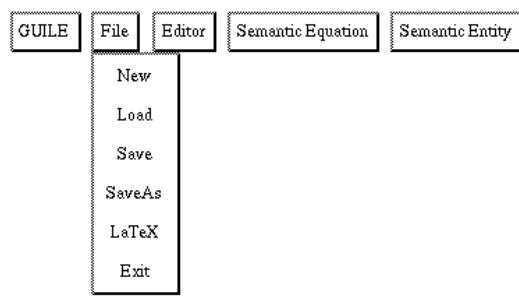 GUILE File Editor Semantic Equation Semantic Entity
New
Load
Save
SaveAs
LaTeX
Exit